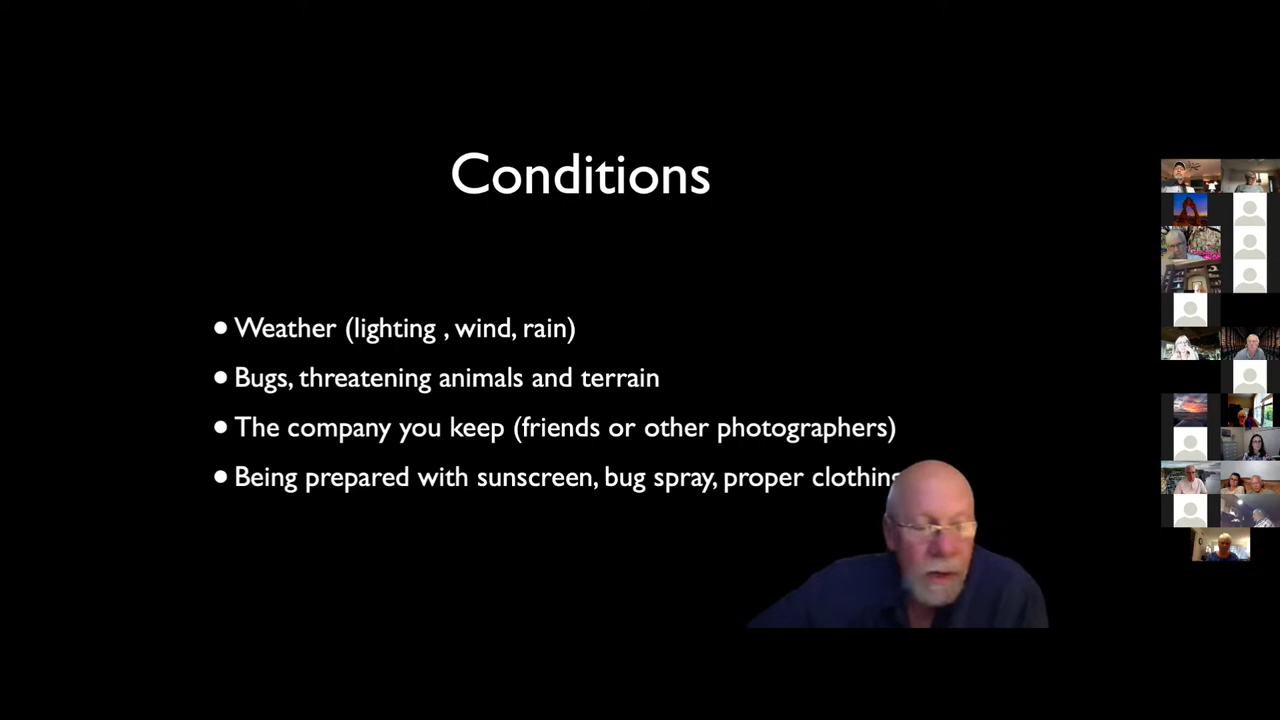 Conditions
• Weather (lighting , wind, rain)
• Bugs, threatening animals and terrain
• The company you keep (friends or other photographers)
• Being prepared with sunscreen, bug spray, proper clothing